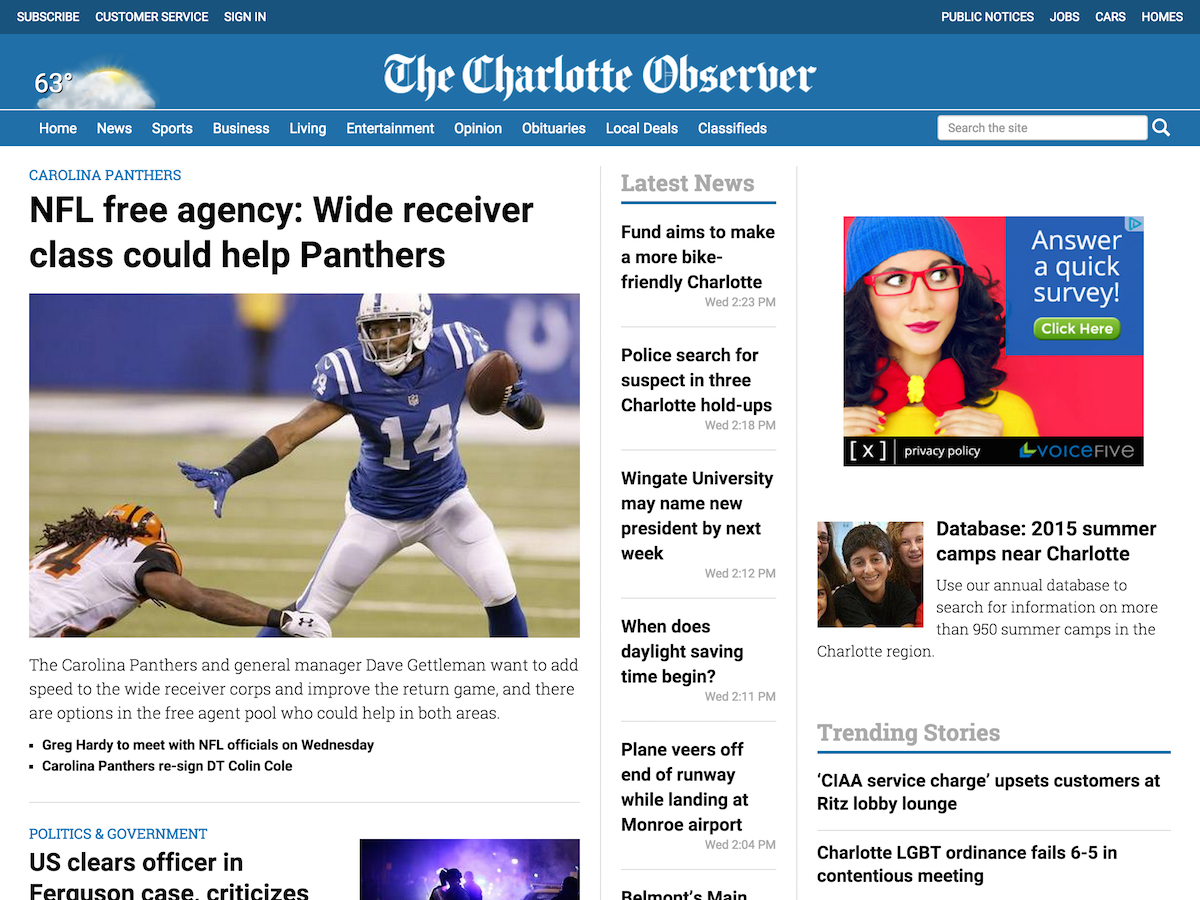 SUBSCRIBE CUSTOMER SERVICE SIGN IN PUBLIC NOTICES JOBS CARS HOMES
63°
The Charlotte Observer
Home News Sports Business Living Entertainment Opinion Obituaries Local Deals Classifieds Search the site
CAROLINA PANTHERS
NFL free agency: Wide receiver
class could help Panthers
14
4
The Carolina Panthers and general manager Dave Gettleman want to add
speed to the wide receiver corps and improve the return game, and there
are options in the free agent pool who could help in both areas.
▪ Greg Hardy to meet with NFL officials on Wednesday
▪ Carolina Panthers re-sign DT Colin Cole
POLITICS & GOVERNMENT
US clears officer in
Ferguson case, criticizes
Latest News
Fund aims to make
a more bike-
friendly Charlotte
Wed 2:23 PM
Police search for
suspect in three
Charlotte hold-ups
Wed 2:18 PM
Wingate University
may name new
president by next
week
Wed 2:12 PM
When does
daylight saving
time begin?
Wed 2:11 PM
Plane veers off
end of runway
while landing at
Monroe airport
Wed 2:04 PM
Belmont's Main
Answer
a quick
survey!
Click Here
[x] privacy policy VOICEFIVE
Database: 2015 summer
camps near Charlotte
Use our annual database to
search for information on more
than 950 summer camps in the
Charlotte region.
Trending Stories
‘CIAA service charge’ upsets customers at
Ritz lobby lounge
Charlotte LGBT ordinance fails 6-5 in
contentious meeting